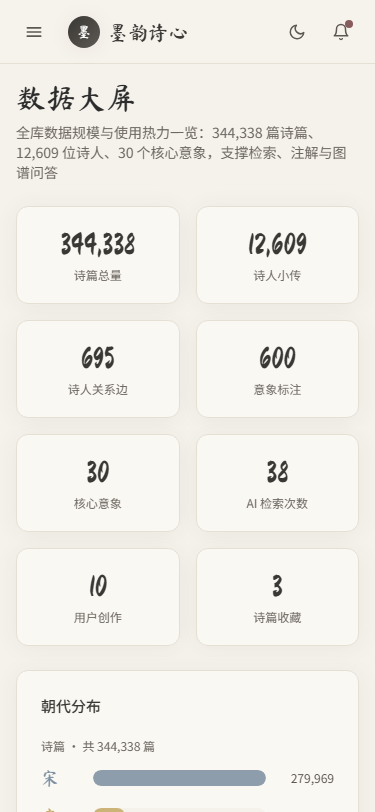 墨 墨韵诗心
数据大屏
全库数据规模与使用热力一览：344,338 篇诗篇、
12,609 位诗人、30 个核心意象，支撑检索、注解与图
谱问答
344,338
诗篇总量
12,609
诗人小传
695
诗人关系边
600
意象标注
30
核心意象
38
AI 检索次数
10
用户创作
3
诗篇收藏
朝代分布
诗篇 · 共 344,338 篇
宋 279,969